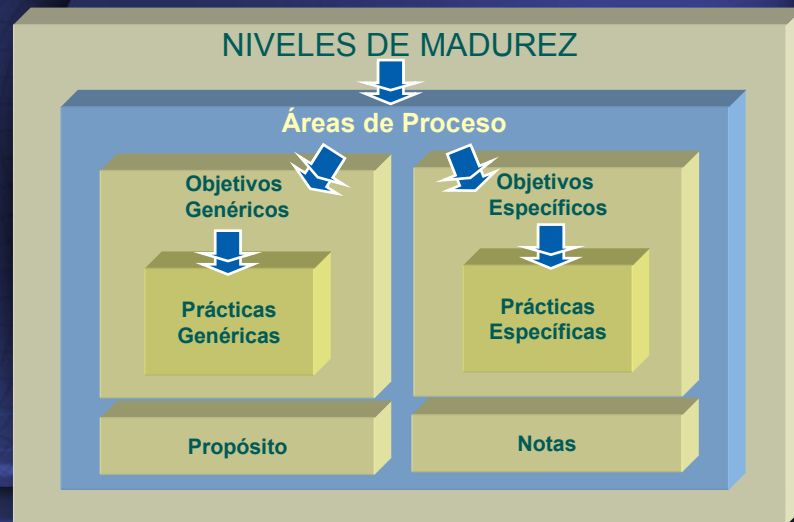 NIVELES DE MADUREZ
Áreas de Proceso
Objetivos
Genéricos
Prácticas
Genéricas
Objetivos
Específicos
Prácticas
Específicas
Propósito
Notas